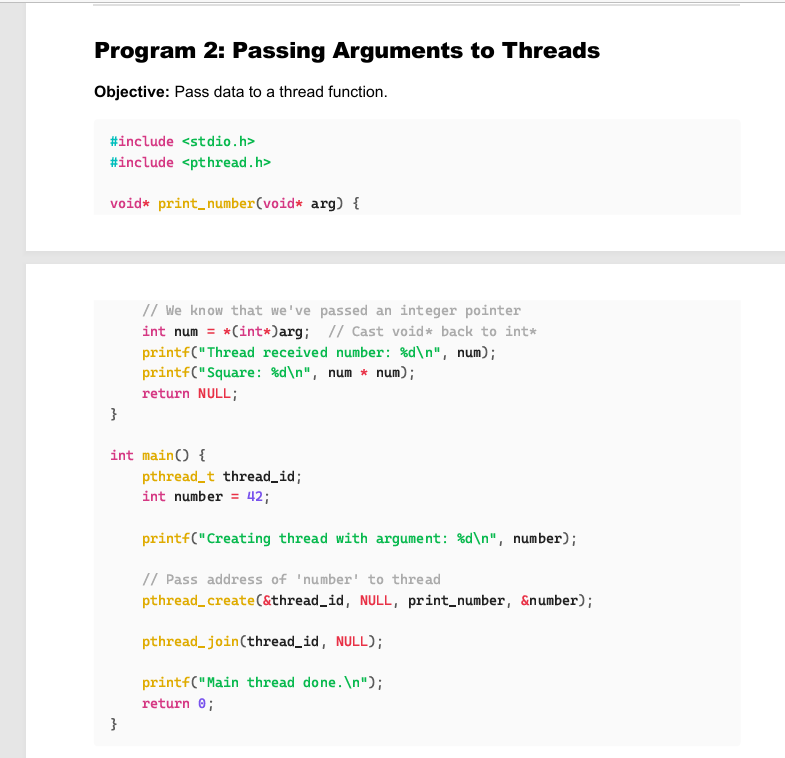 Program 2: Passing Arguments to Threads
Objective: Pass data to a thread function.
#include <stdio.h>
#include <pthread.h>
void* print_number(void* arg) {
// We know that we've passed an integer pointer
int num = *(int*)arg;  // Cast void* back to int*
printf("Thread received number: %d\n", num);
printf("Square: %d\n", num * num);
return NULL;
}
int main() {
pthread_t thread_id;
int number = 42;
printf("Creating thread with argument: %d\n", number);
// Pass address of 'number' to thread
pthread_create(&thread_id, NULL, print_number, &number);
pthread_join(thread_id, NULL);
printf("Main thread done.\n");
return 0;
}